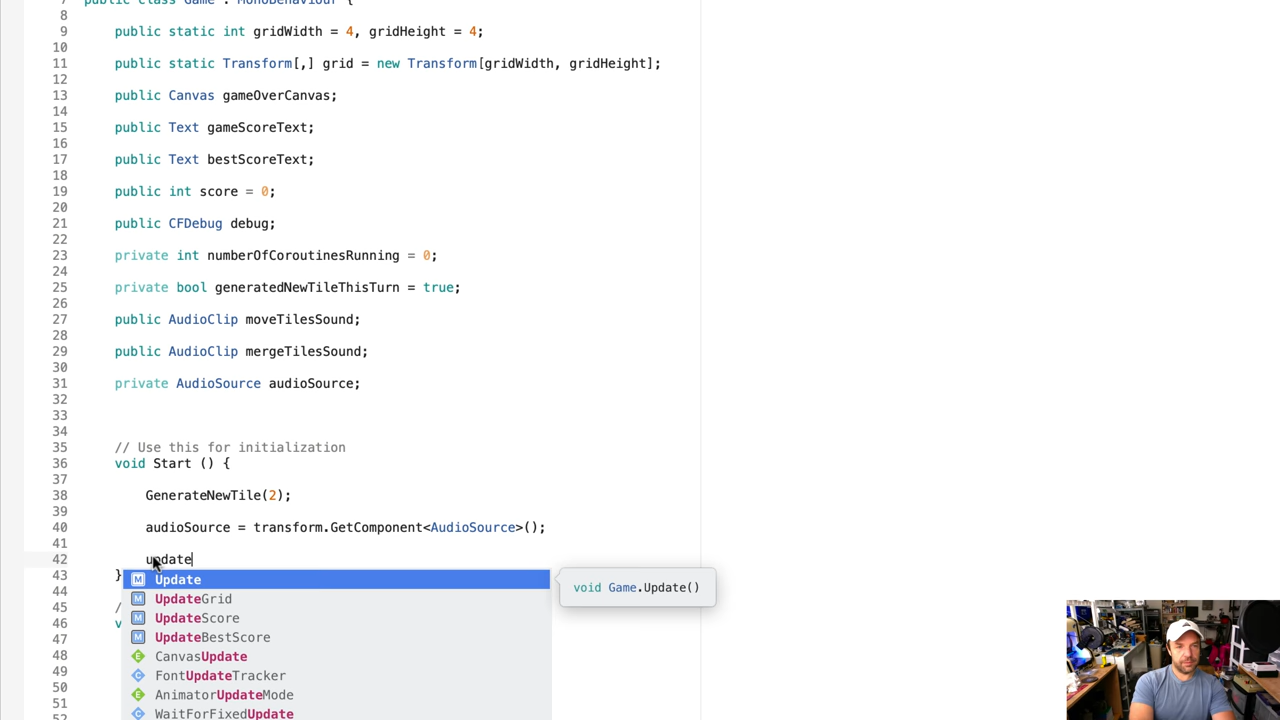 7 public class Game : MonoBehaviour {
8
9 public static int gridWidth = 4, gridHeight = 4;
10
11 public static Transform[,] grid = new Transform[gridWidth, gridHeight];
12
13 public Canvas gameOverCanvas;
14
15 public Text gameScoreText;
16
17 public Text bestScoreText;
18
19 public int score = 0;
20
21 public CFDebug debug;
22
23 private int numberOfCoroutinesRunning = 0;
24
25 private bool generatedNewTileThisTurn = true;
26
27 public AudioClip moveTilesSound;
28
29 public AudioClip mergeTilesSound;
30
31 private AudioSource audioSource;
32
33
34
35 // Use this for initialization
36 void Start () {
37
38 GenerateNewTile(2);
39
40 audioSource = transform.GetComponent<AudioSource>();
41
42 update
43 }
M Update
void Game.Update()
44
M UpdateGrid
45 /
M UpdateScore
46 v
M UpdateBestScore
47
E CanvasUpdate
48
C FontUpdateTracker
49
E AnimatorUpdateMode
50
C WaitForFixedUpdate
51
52